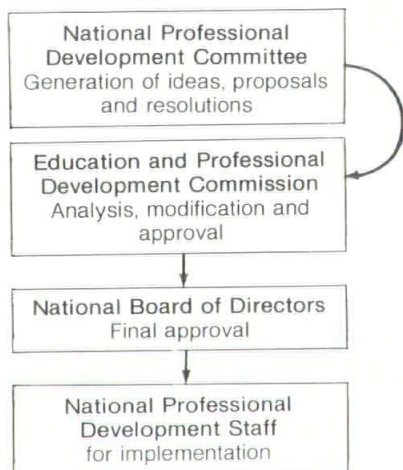 National Professional
Development Committee
Generation of ideas, proposals
and resolutions
Education and Professional
Development Commission
Analysis, modification and
approval
National Board of Directors
Final approval
National Professional
Development Staff
for implementation